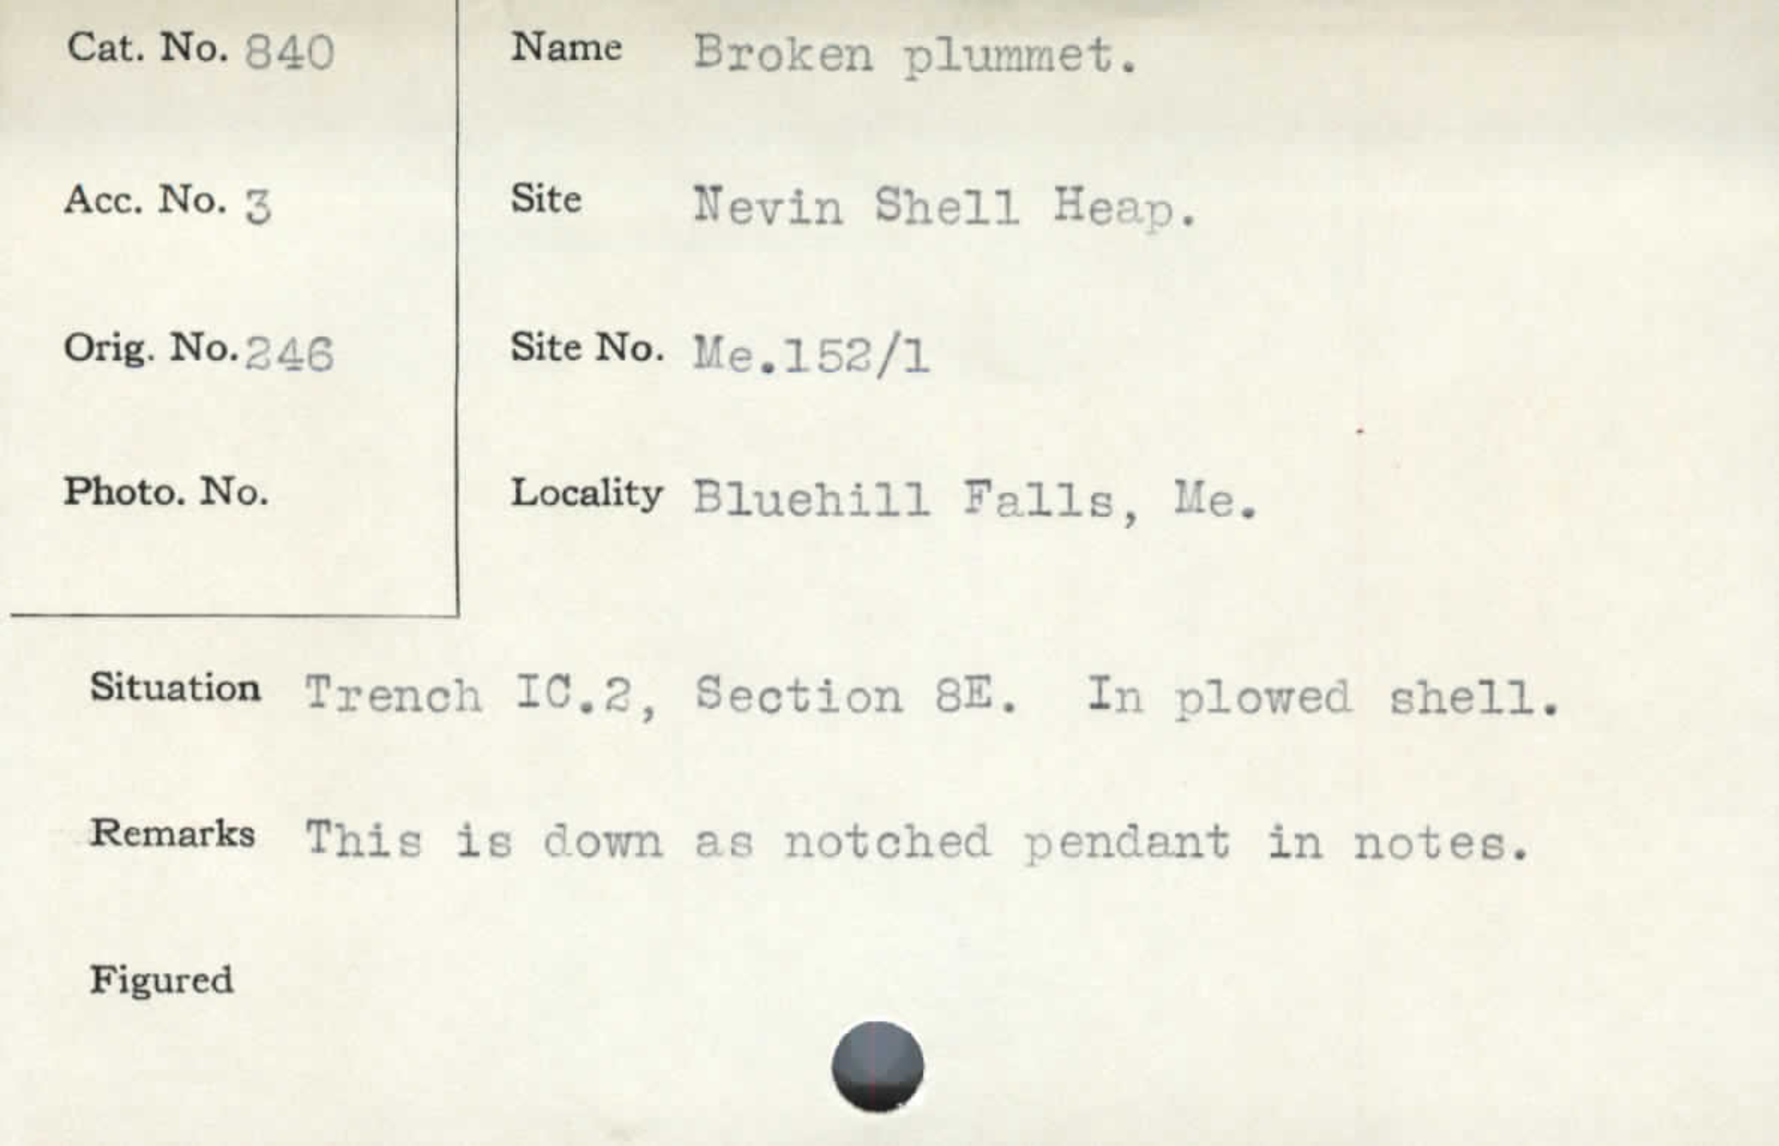 Cat. No. 840
Name Broken plummet.
Acc. No. 3
Site Nevin Shell Heap.
Orig. No. 246
Site No. Me.152/1
Photo. No.
Locality Bluehill Falls, Me.
Situation Trench IC.2, Section 8E. In plowed shell.
Remarks This is down as notched pendant in notes.
Figured